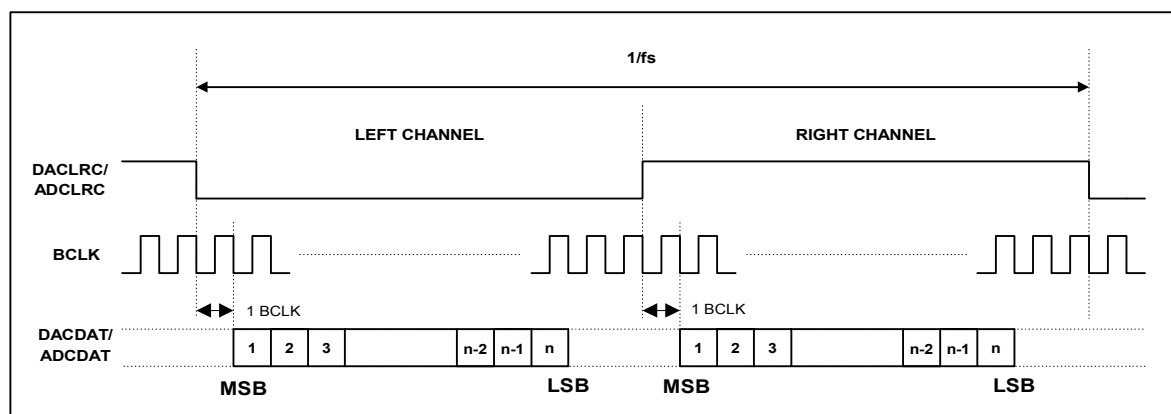 1/fs
LEFT CHANNEL
RIGHT CHANNEL
DACLRC/
ADCLRC
BCLK
1 BCLK
1 BCLK
DACDAT/
ADCDAT
1 2 3 n-2 n-1 n
1 2 3 n-2 n-1 n
MSB
LSB
MSB
LSB